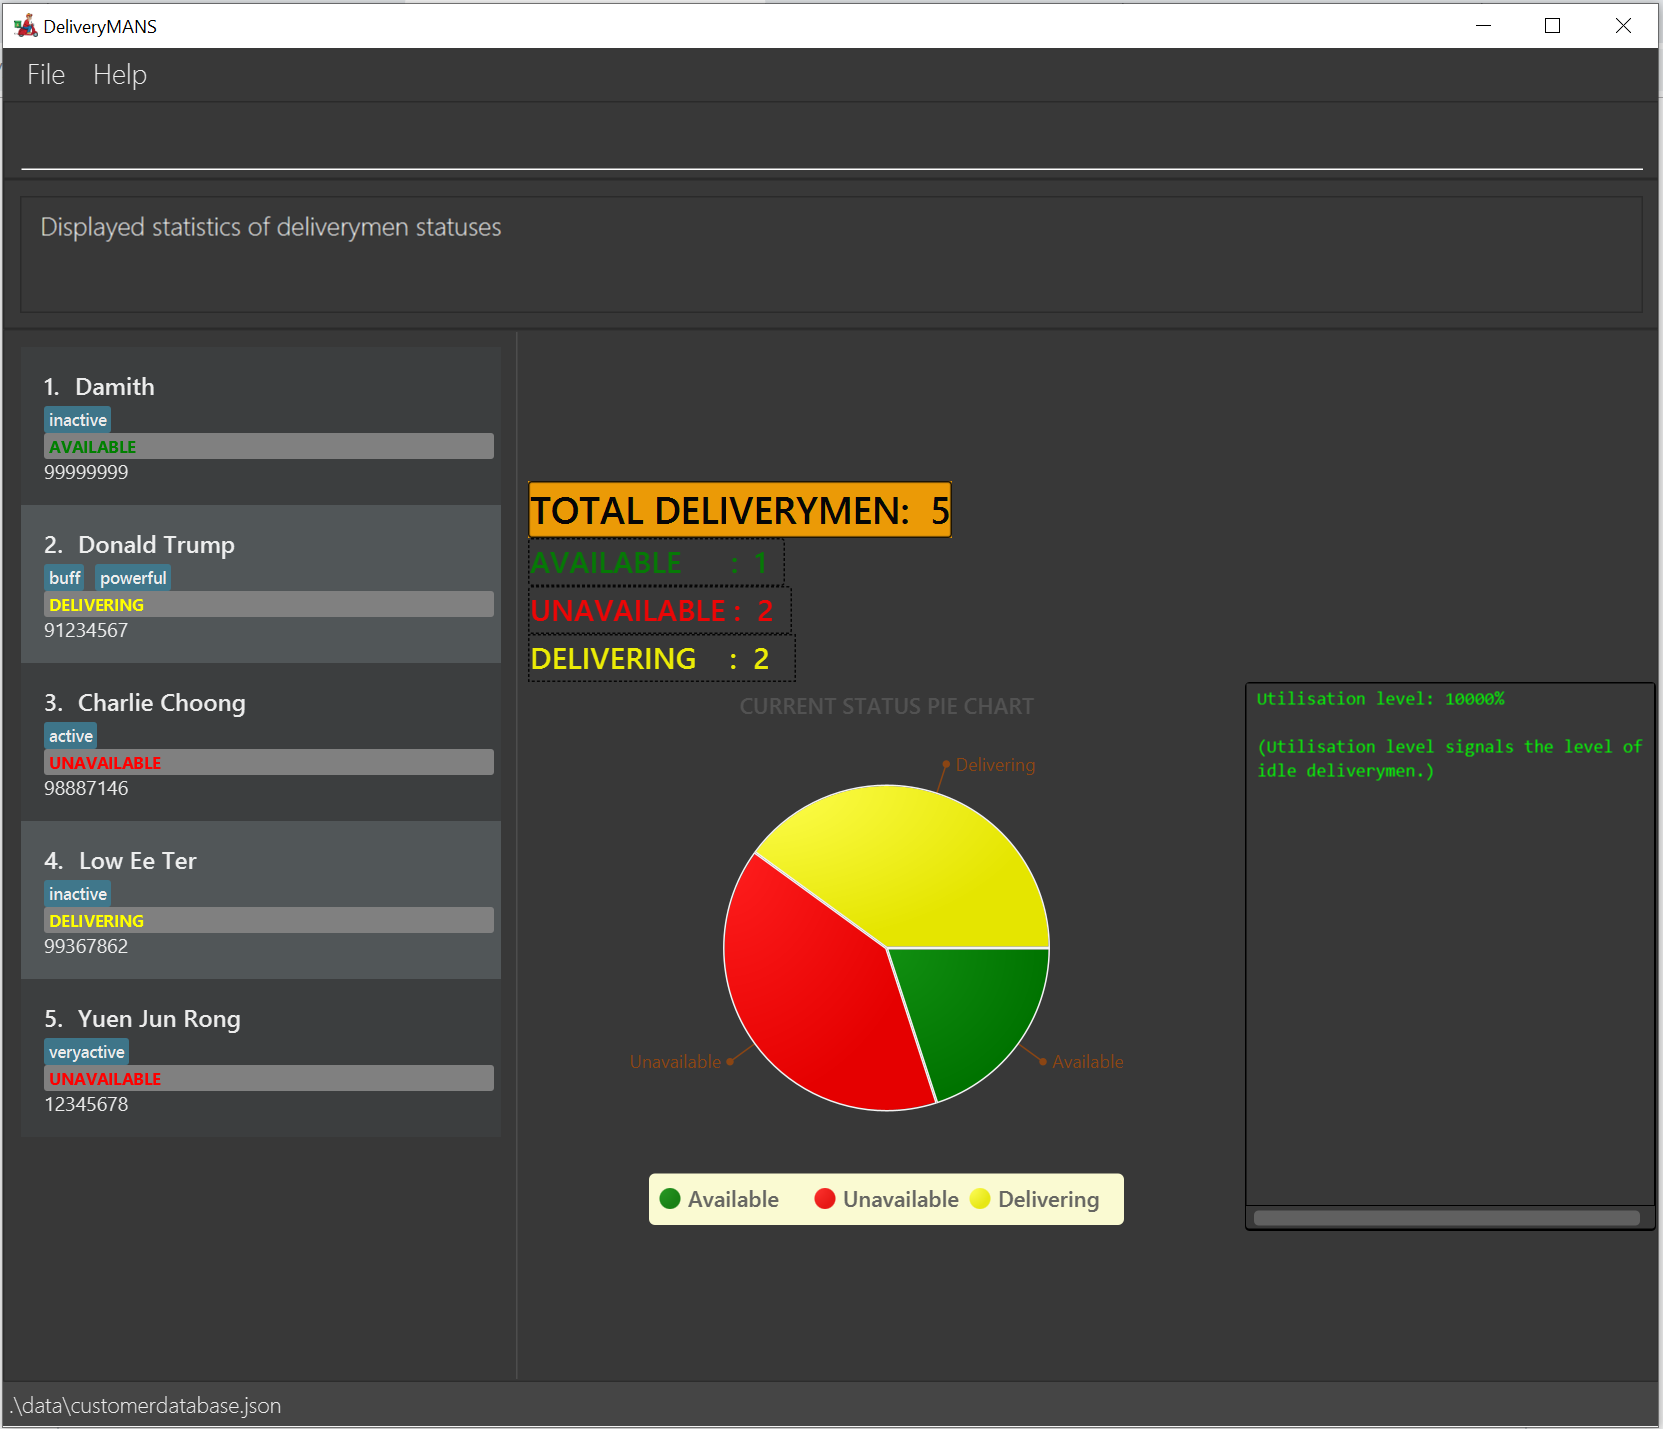 DeliveryMANS
File Help
Displayed statistics of deliverymen statuses
1. Damith
inactive
AVAILABLE
99999999
2. Donald Trump
buff powerful
DELIVERING
91234567
3. Charlie Choong
active
UNAVAILABLE
98887146
4. Low Ee Ter
inactive
DELIVERING
99367862
5. Yuen Jun Rong
veryactive
UNAVAILABLE
12345678
TOTAL DELIVERYMEN: 5
AVAILABLE : 1
UNAVAILABLE : 2
DELIVERING : 2
CURRENT STATUS PIE CHART
Delivering
Unavailable
Available
Available Unavailable Delivering
Utilisation level: 10000%
(Utilisation level signals the level of
idle deliverymen.)
.\data\customerdatabase.json